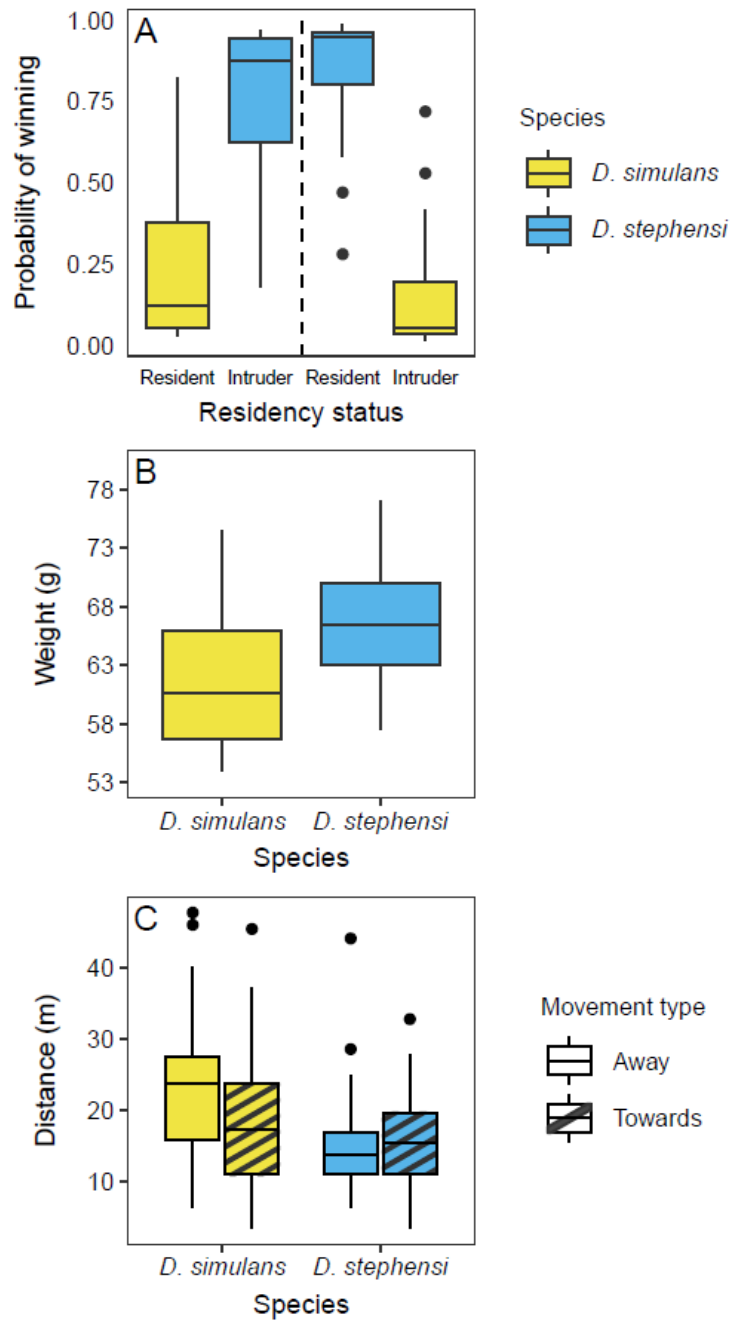 A
1.00
0.75
0.50
0.25
0.00
Probability of winning
Resident Intruder Resident Intruder
Residency status
Species
D. simulans
D. stephensi
B
78
73
68
63
58
53
Weight (g)
D. simulans D. stephensi
Species
C
40
30
20
10
Distance (m)
D. simulans D. stephensi
Species
Movement type
Away
Towards